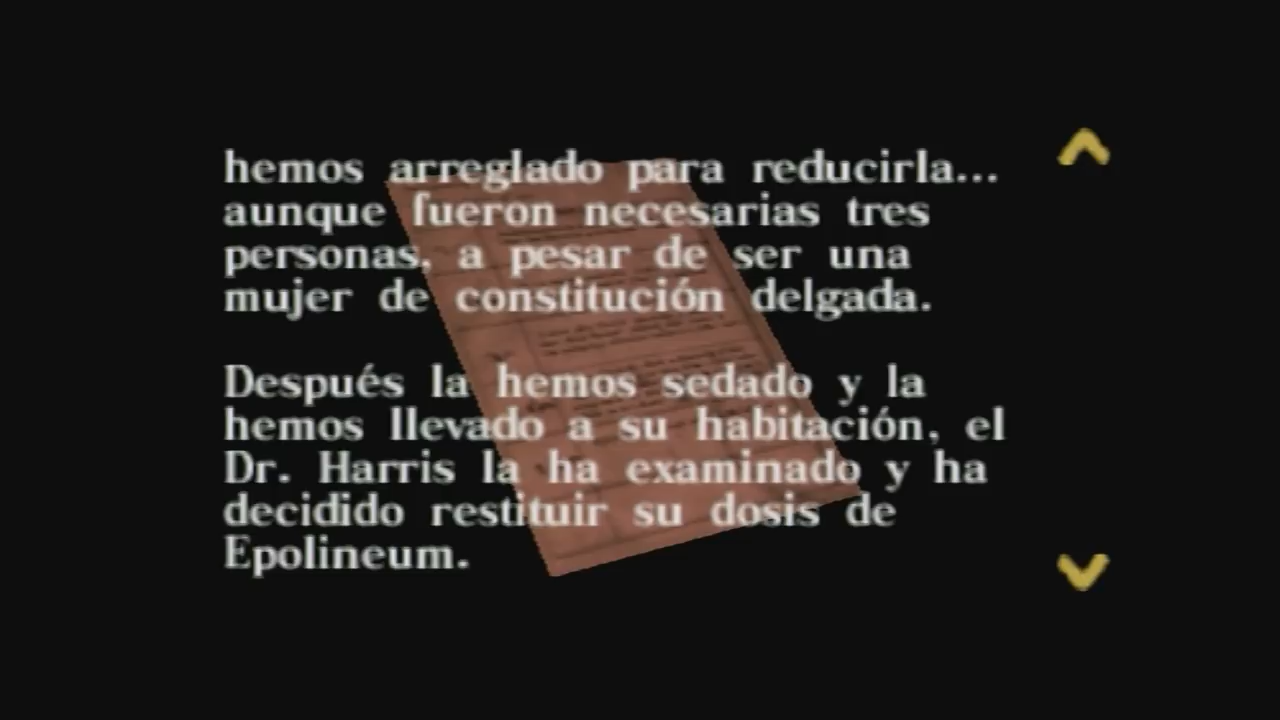 hemos arreglado para reducirla...
aunque fueron necesarias tres
personas, a pesar de ser una
mujer de constitución delgada.
Después la hemos sedado y la
hemos llevado a su habitación, el
Dr. Harris la ha examinado y ha
decidido restituir su dosis de
Epolineum.